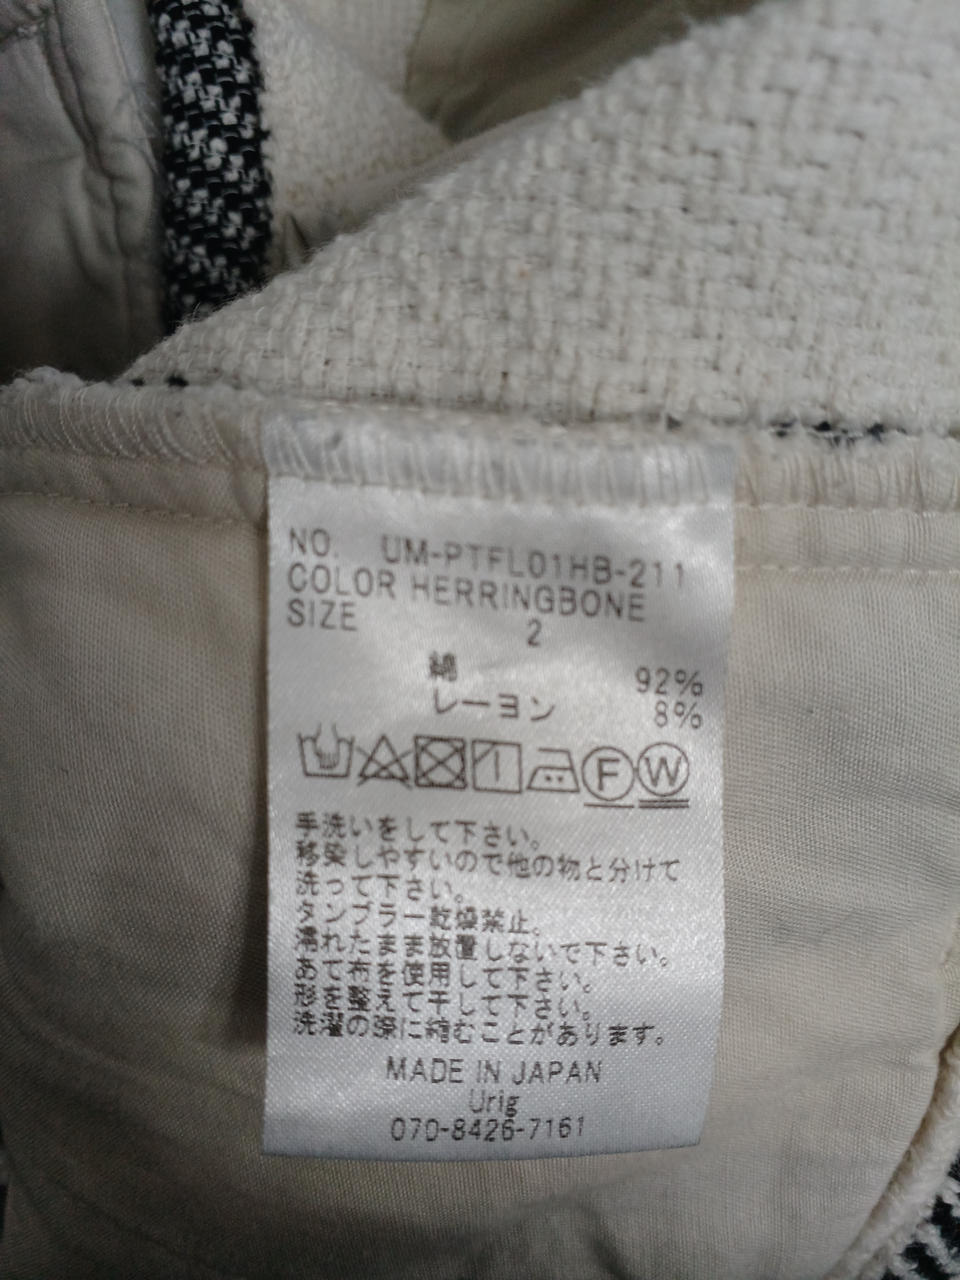 NO. UM-PTFL01HB-211
COLOR HERRINGBONE
SIZE 2
綿 92%
レーヨン 8%
F W
手洗いをして下さい。
移染しやすいので他の物と分けて
洗って下さい。
タンブラー乾燥禁止。
濡れたまま放置しないで下さい。
あて布を使用して下さい。
形を整えて干して下さい。
洗濯の際に縮むことがあります。
MADE IN JAPAN
Urig
070-8426-7161